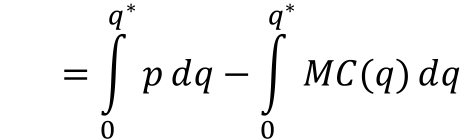 = ∫₀^{q*} p dq − ∫₀^{q*} MC(q) dq